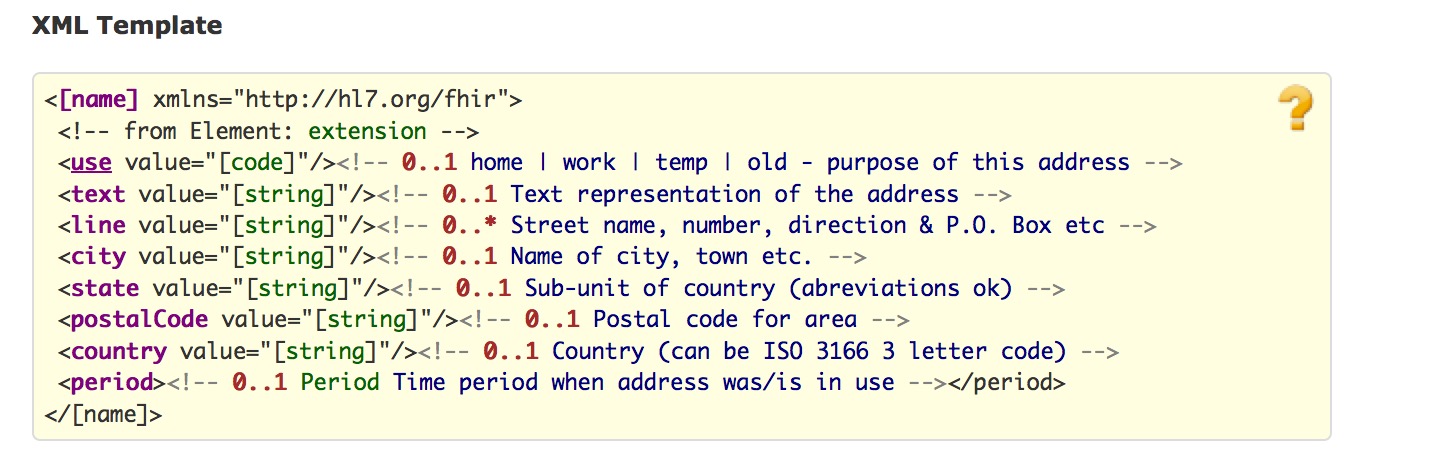 XML Template
<[name] xmlns="http://hl7.org/fhir">
<!-- from Element: extension -->
<use value="[code]"/><!-- 0..1 home | work | temp | old - purpose of this address -->
<text value="[string]"/><!-- 0..1 Text representation of the address -->
<line value="[string]"/><!-- 0..* Street name, number, direction & P.O. Box etc -->
<city value="[string]"/><!-- 0..1 Name of city, town etc. -->
<state value="[string]"/><!-- 0..1 Sub-unit of country (abreviations ok) -->
<postalCode value="[string]"/><!-- 0..1 Postal code for area -->
<country value="[string]"/><!-- 0..1 Country (can be ISO 3166 3 letter code) -->
<period><!-- 0..1 Period Time period when address was/is in use --></period>
</[name]>